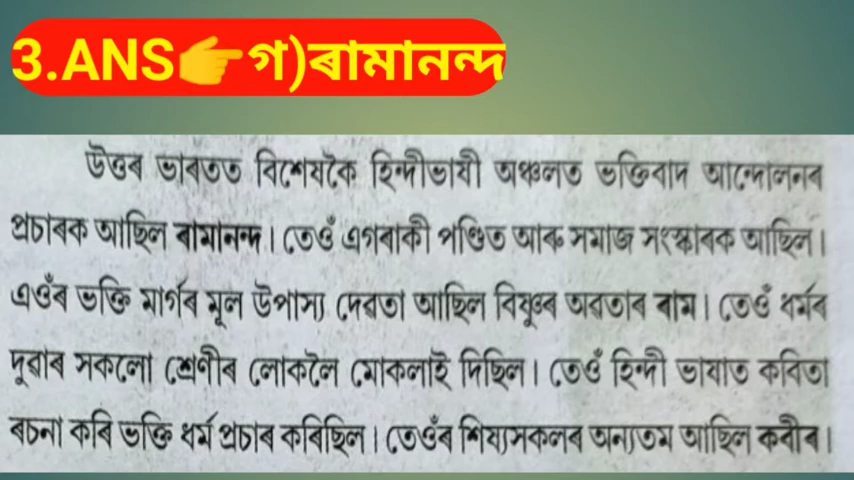 3.ANS👉গ)ৰামানন্দ
উত্তৰ ভাৰতত বিশেষকৈ হিন্দীভাষী অঞ্চলত ভক্তিবাদ আন্দোলনৰ
প্ৰচাৰক আছিল ৰামানন্দ। তেওঁ এগৰাকী পণ্ডিত আৰু সমাজ সংস্কাৰক আছিল।
এওঁৰ ভক্তি মাৰ্গৰ মূল উপাস্য দেৱতা আছিল বিষ্ণুৰ অৱতাৰ ৰাম। তেওঁ ধৰ্মৰ
দুৱাৰ সকলো শ্ৰেণীৰ লোকলৈ মোকলাই দিছিল। তেওঁ হিন্দী ভাষাত কবিতা
ৰচনা কৰি ভক্তি ধৰ্ম প্ৰচাৰ কৰিছিল। তেওঁৰ শিষ্যসকলৰ অন্যতম আছিল কবীৰ।